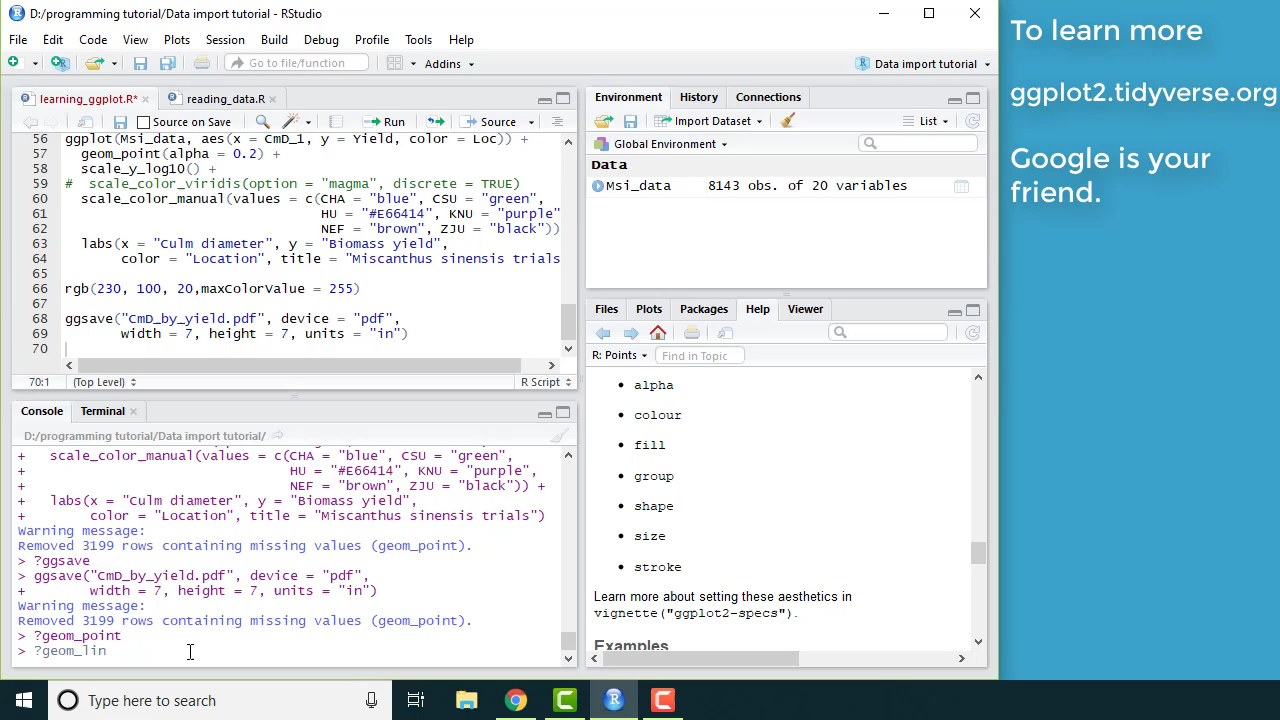 D:/programming tutorial/Data import tutorial - RStudio
File Edit Code View Plots Session Build Debug Profile Tools Help
Go to file/function
Addins
Data import tutorial
learning_ggplot.R*
reading_data.R
Source on Save
Run
Source
56 ggplot(Msi_data, aes(x = CmD_1, y = Yield, color = Loc)) +
57 geom_point(alpha = 0.2) +
58 scale_y_log10() +
59 # scale_color_viridis(option = "magma", discrete = TRUE)
60 scale_color_manual(values = c(CHA = "blue", CSU = "green",
61 HU = "#E66414", KNU = "purple"
62 NEF = "brown", ZJU = "black"))
63 labs(x = "Culm diameter", y = "Biomass yield",
64 color = "Location", title = "Miscanthus sinensis trials
65
66 rgb(230, 100, 20,maxColorValue = 255)
67
68 ggsave("CmD_by_yield.pdf", device = "pdf",
69 width = 7, height = 7, units = "in")
70
70:1 (Top Level) R Script
Console Terminal
D:/programming tutorial/Data import tutorial/
+ scale_color_manual(values = c(CHA = "blue", CSU = "green",
+ HU = "#E66414", KNU = "purple",
+ NEF = "brown", ZJU = "black")) +
+ labs(x = "Culm diameter", y = "Biomass yield",
+ color = "Location", title = "Miscanthus sinensis trials")
Warning message:
Removed 3199 rows containing missing values (geom_point).
> ?ggsave
> ggsave("CmD_by_yield.pdf", device = "pdf",
+ width = 7, height = 7, units = "in")
Warning message:
Removed 3199 rows containing missing values (geom_point).
> ?geom_point
> ?geom_lin
Environment History Connections
Import Dataset
List
Global Environment
Data
Msi_data 8143 obs. of 20 variables
Files Plots Packages Help Viewer
R: Points Find in Topic
• alpha
• colour
• fill
• group
• shape
• size
• stroke
Learn more about setting these aesthetics in
vignette("ggplot2-specs").
Examples
To learn more
ggplot2.tidyverse.org
Google is your
friend.
Type here to search